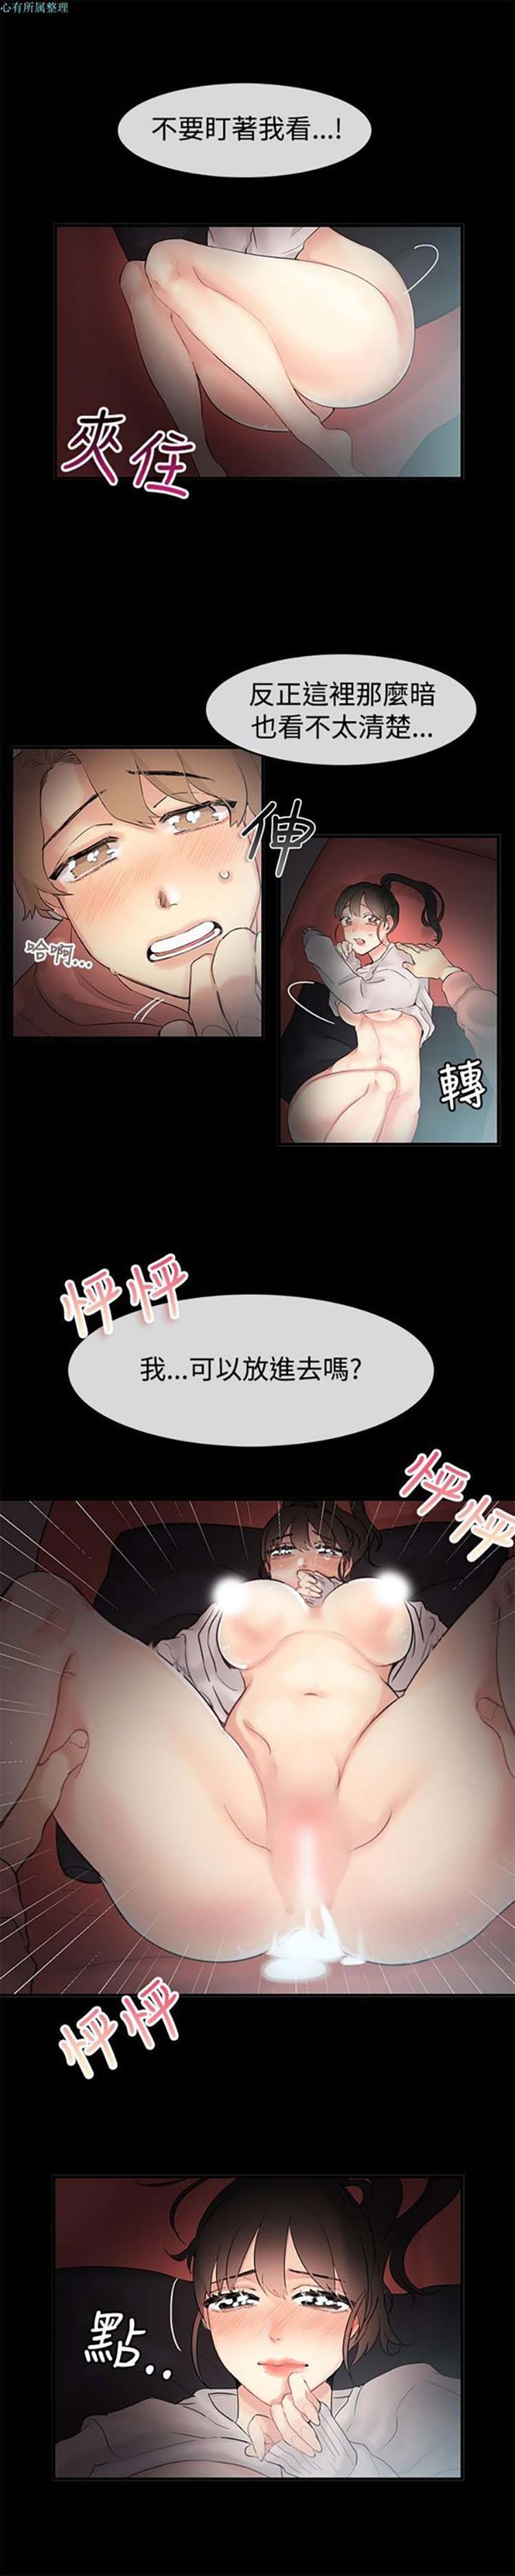 心有所属整理
不要盯著我看...!
夾住
反正這裡那麼暗
也看不太清楚...
伸
哈啊...
轉
怦怦
我...可以放進去嗎?
怦怦
怦怦
點..